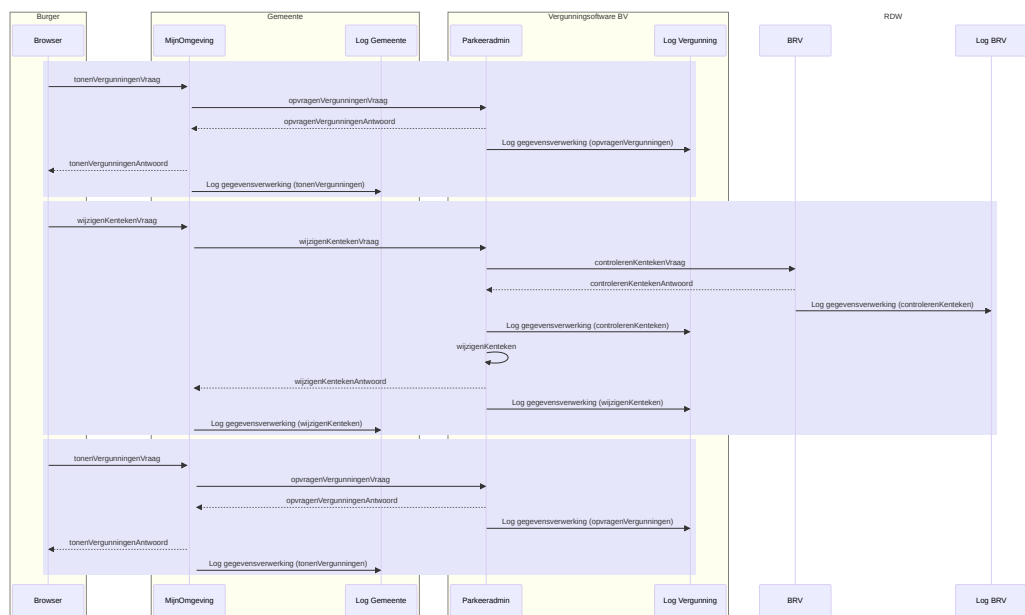 Burger
Gemeente
Vergunningsoftware BV
RDW
Browser
MijnOmgeving
Log Gemeente
Parkeeradmin
Log Vergunning
BRV
Log BRV
tonenVergunningenVraag
opvragenVergunningenVraag
opvragenVergunningenAntwoord
Log gegevensverwerking (opvragenVergunningen)
tonenVergunningenAntwoord
Log gegevensverwerking (tonenVergunningen)
wijzigenKentekenVraag
wijzigenKentekenVraag
controlerenKentekenVraag
controlerenKentekenAntwoord
Log gegevensverwerking (controlerenKenteken)
Log gegevensverwerking (controlerenKenteken)
wijzigenKenteken
wijzigenKentekenAntwoord
Log gegevensverwerking (wijzigenKenteken)
Log gegevensverwerking (wijzigenKenteken)
tonenVergunningenVraag
opvragenVergunningenVraag
opvragenVergunningenAntwoord
Log gegevensverwerking (opvragenVergunningen)
tonenVergunningenAntwoord
Log gegevensverwerking (tonenVergunningen)
Browser
MijnOmgeving
Log Gemeente
Parkeeradmin
Log Vergunning
BRV
Log BRV